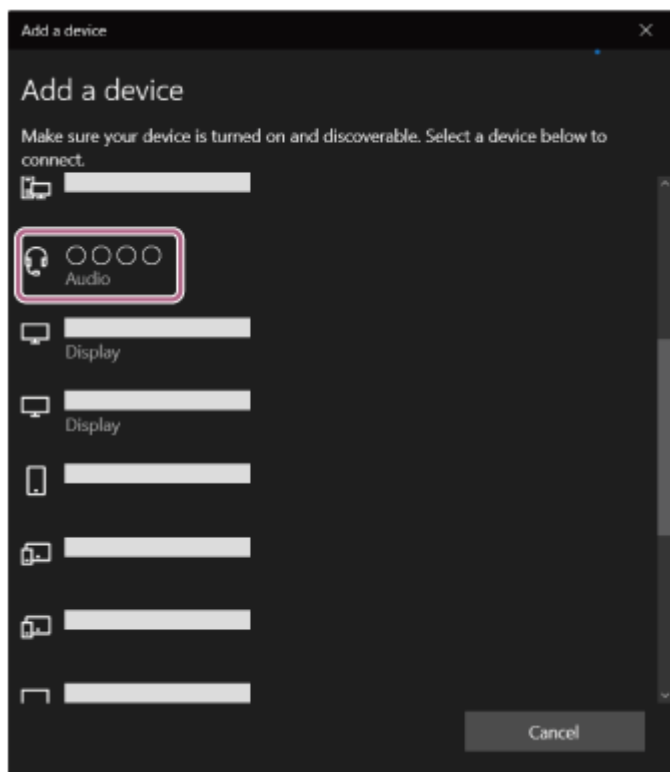 Add a device
Add a device
Make sure your device is turned on and discoverable. Select a device below to
connect.
○○○○
Audio
Display
Display
Cancel